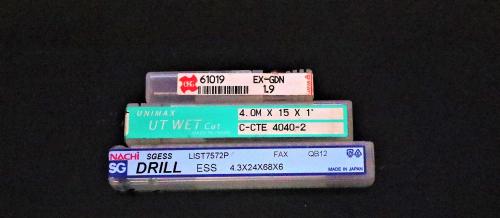 OSG 61019 EX-GDN
1.9
UNIMAX 4.0M X 15 X 1°
UT WET Cut C-CTE 4040-2
NACHI SGESS LIST7572P FAX QB12
SG DRILL ESS 4.3X24X68X6 MADE IN JAPAN